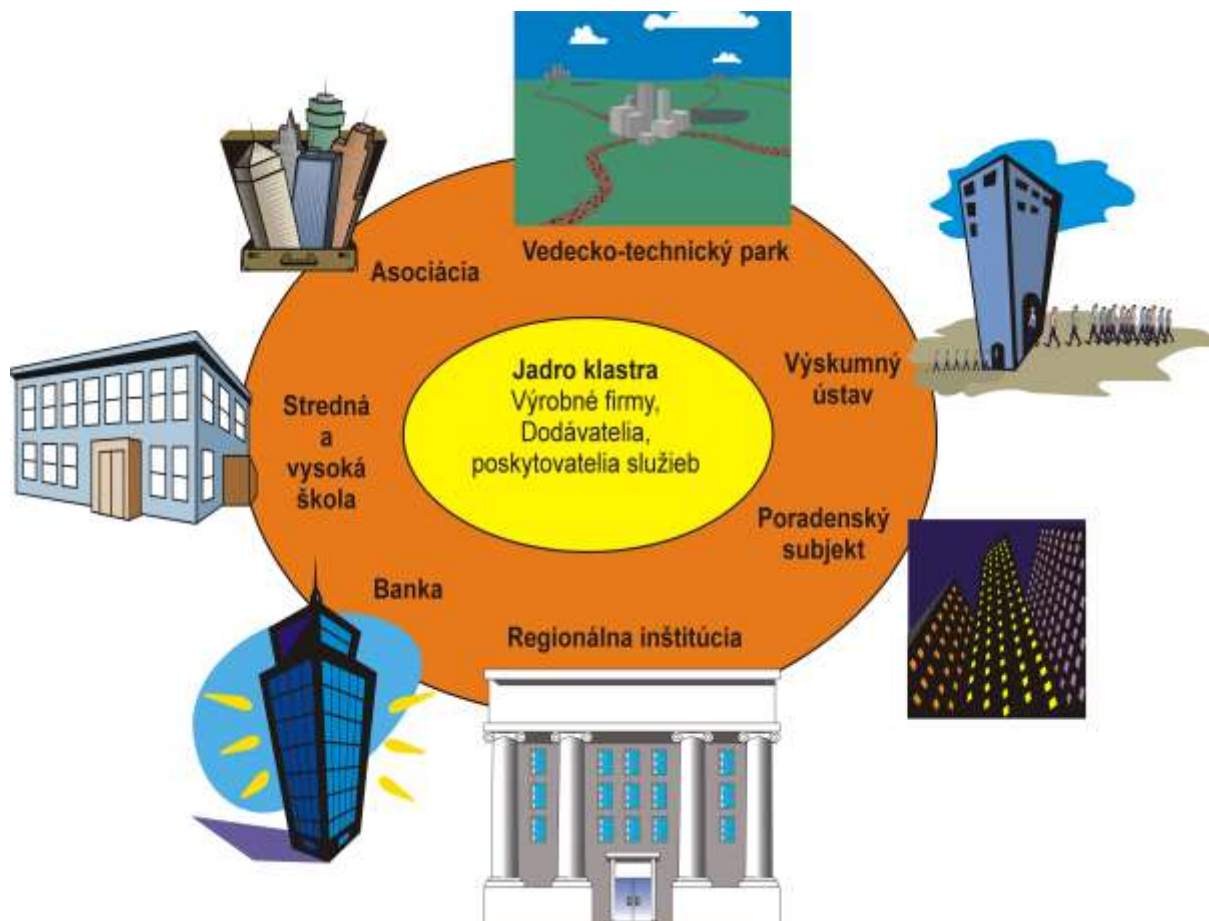 Vedecko-technický park
Asociácia
Výskumný
ústav
Jadro klastra
Výrobné firmy,
Dodávatelia,
poskytovatelia služieb
Stredná
a
vysoká
škola
Poradenský
subjekt
Banka
Regionálna inštitúcia